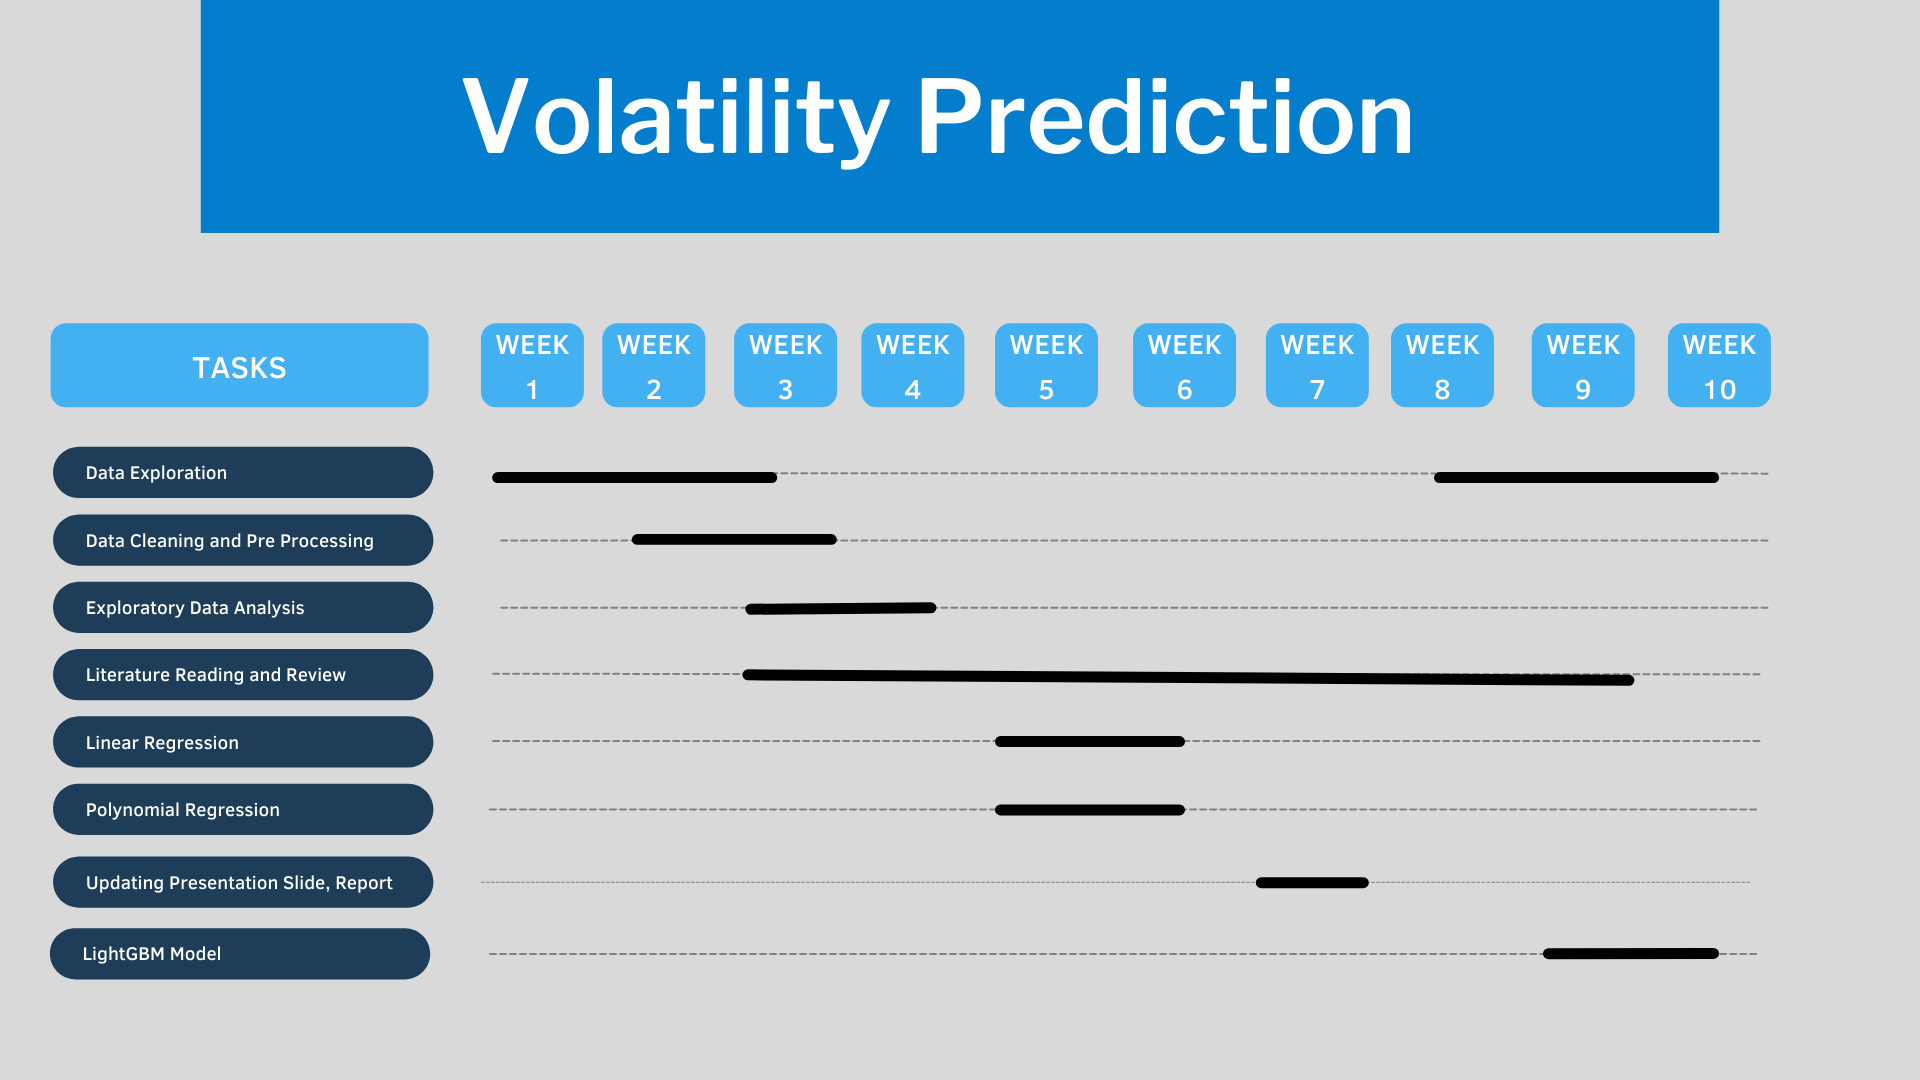 Volatility Prediction
TASKS
WEEK 1
WEEK 2
WEEK 3
WEEK 4
WEEK 5
WEEK 6
WEEK 7
WEEK 8
WEEK 9
WEEK 10
Data Exploration
Data Cleaning and Pre Processing
Exploratory Data Analysis
Literature Reading and Review
Linear Regression
Polynomial Regression
Updating Presentation Slide, Report
LightGBM Model